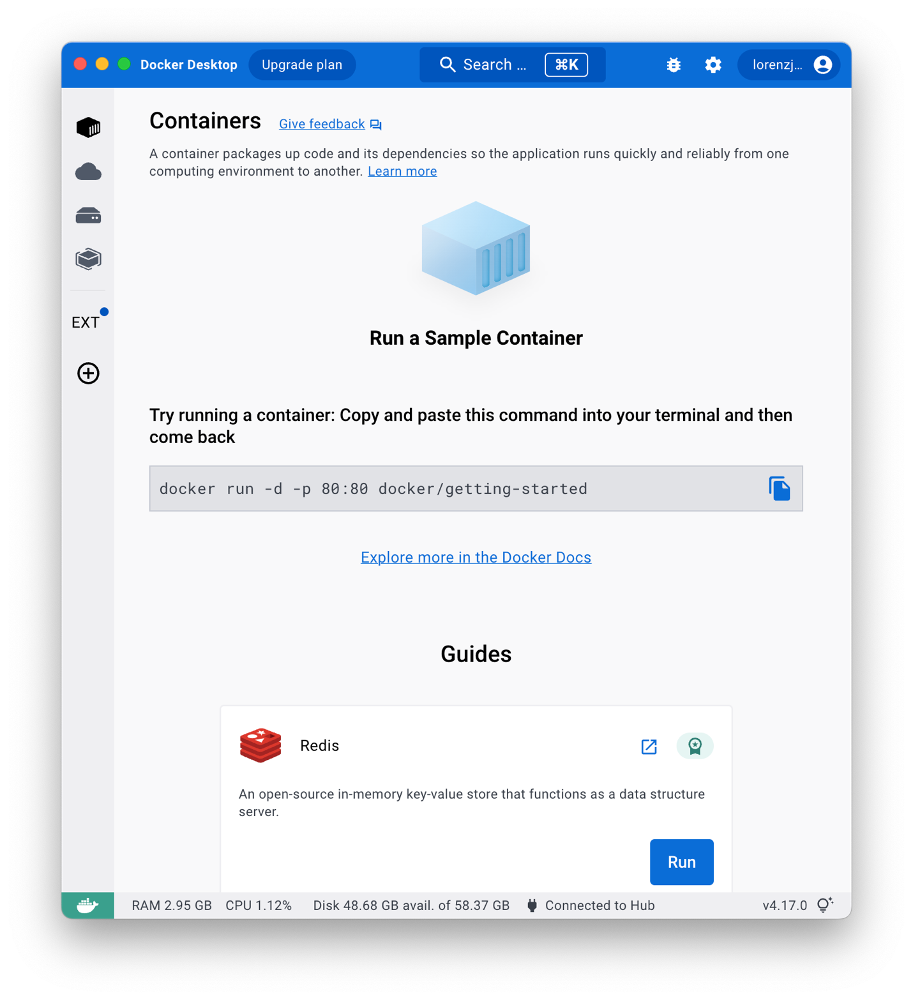 Docker Desktop Upgrade plan Search ... ⌘K lorenzj...
Containers Give feedback
A container packages up code and its dependencies so the application runs quickly and reliably from one
computing environment to another. Learn more
Run a Sample Container
EXT
Try running a container: Copy and paste this command into your terminal and then
come back
docker run -d -p 80:80 docker/getting-started
Explore more in the Docker Docs
Guides
Redis
An open-source in-memory key-value store that functions as a data structure
server.
Run
RAM 2.95 GB CPU 1.12% Disk 48.68 GB avail. of 58.37 GB Connected to Hub v4.17.0